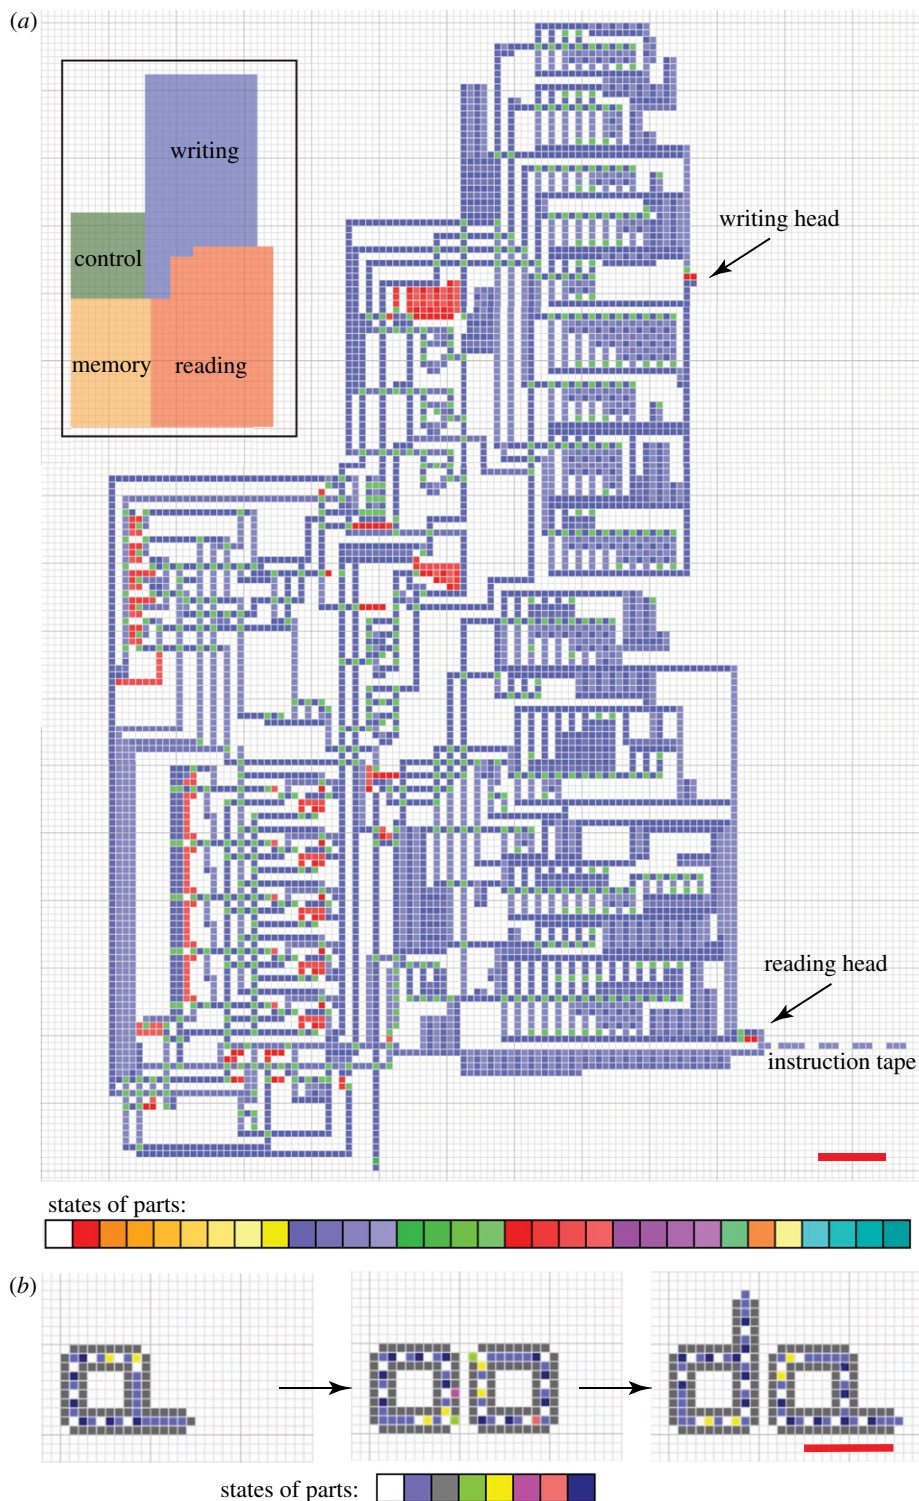 (a)
writing
control
memory
reading
writing head
reading head
instruction tape
states of parts:
(b)
states of parts: